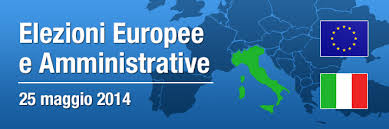 Elezioni Europee
e Amministrative
25 maggio 2014